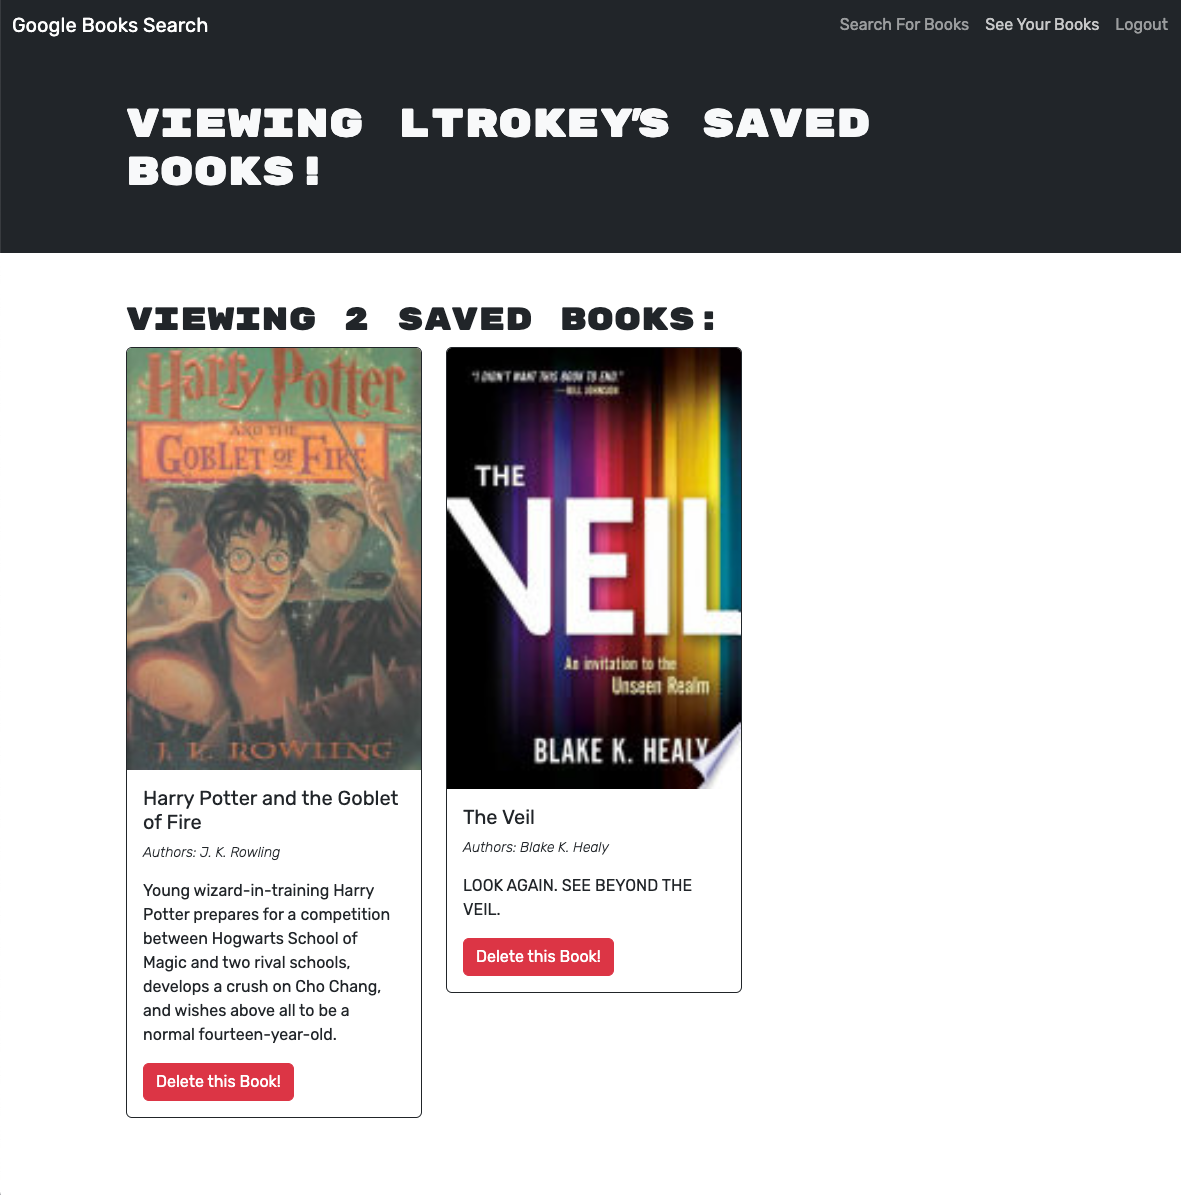 Google Books Search
Search For Books See Your Books Logout
VIEWING LTROKEY'S SAVED
BOOKS!
VIEWING 2 SAVED BOOKS:
Harry Potter
AND THE
GOBLET OF FIRE
J. K. ROWLING
Harry Potter and the Goblet
of Fire
Authors: J. K. Rowling
Young wizard-in-training Harry
Potter prepares for a competition
between Hogwarts School of
Magic and two rival schools,
develops a crush on Cho Chang,
and wishes above all to be a
normal fourteen-year-old.
Delete this Book!
"I DIDN'T WANT THIS BOOK TO END."
—BILL JOHNSON
THE
VEIL
An invitation to the
Unseen Realm
BLAKE K. HEALY
The Veil
Authors: Blake K. Healy
LOOK AGAIN. SEE BEYOND THE
VEIL.
Delete this Book!